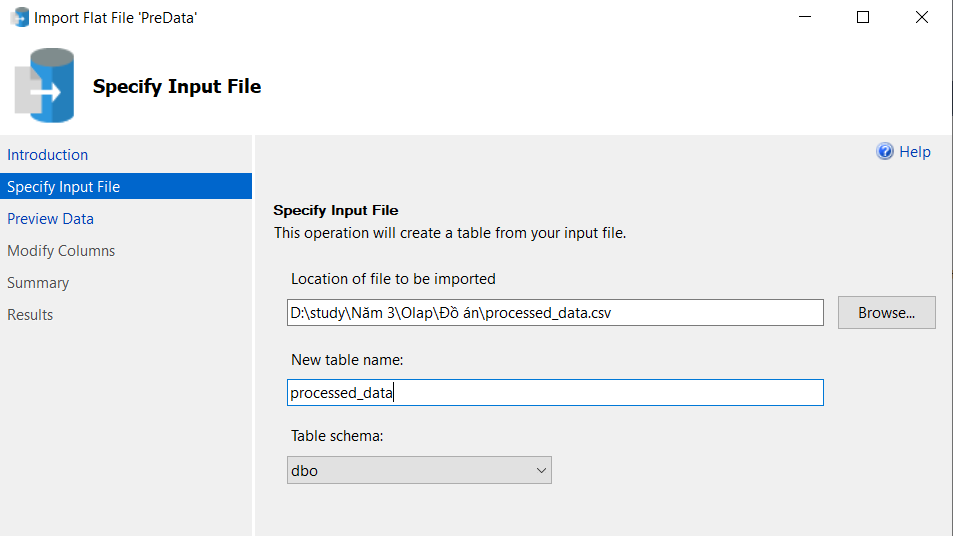 Import Flat File 'PreData'
Specify Input File
Introduction
Specify Input File
Preview Data
Modify Columns
Summary
Results
Help
Specify Input File
This operation will create a table from your input file.
Location of file to be imported
D:\study\Năm 3\Olap\Đồ án\processed_data.csv
Browse...
New table name:
processed_data
Table schema:
dbo